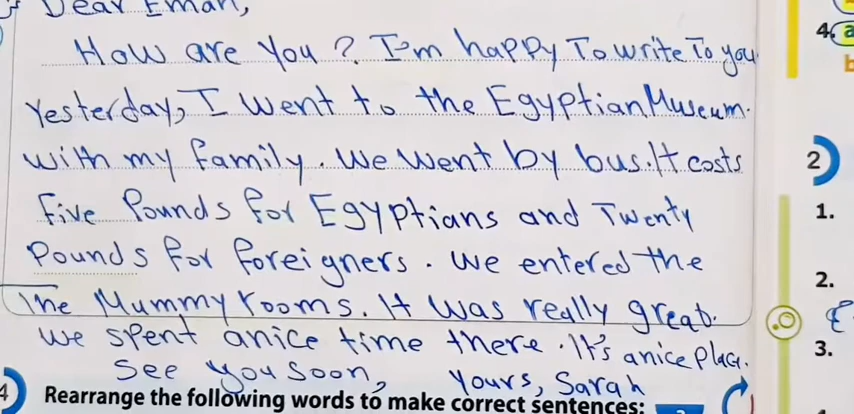 Dear Eman,
How are you ? I'm happy To write To you
Yesterday, I went to the Egyptian Museum.
with my family. We went by bus. It costs
five Pounds for Egyptians and Twenty
Pounds for foreigners. We entered the
The Mummy rooms. It was really great.
We spent anice time there. It's anice place.
See you soon, Yours, Sarah
4 Rearrange the following words to make correct sentences:
4. a
b
2
1.
2.
3.